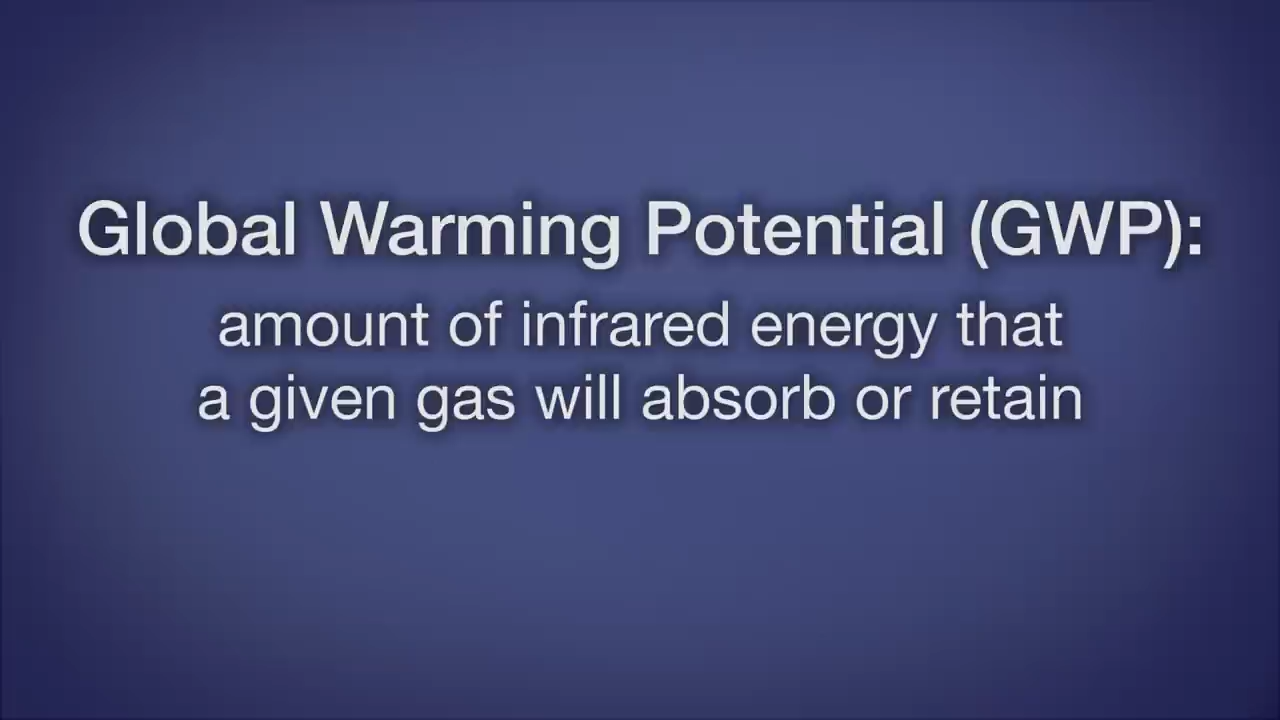 Global Warming Potential (GWP):
amount of infrared energy that
a given gas will absorb or retain